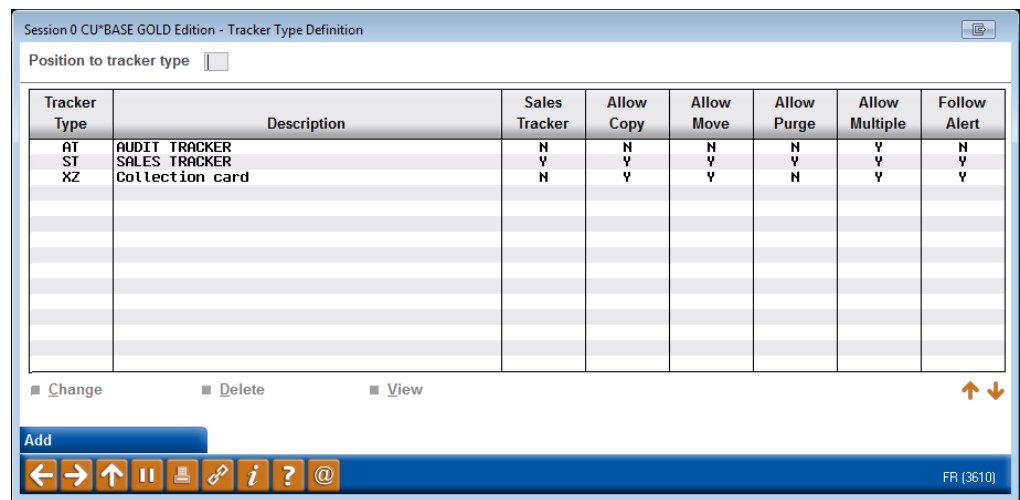 Session 0 CU*BASE GOLD Edition - Tracker Type Definition
Position to tracker type
Tracker Type Description Sales Tracker Allow Copy Allow Move Allow Purge Allow Multiple Follow Alert
AT AUDIT TRACKER N N N N Y N
ST SALES TRACKER Y Y Y Y Y Y
XZ Collection card N Y Y N Y Y
Change Delete View
Add
i ? @
FR (3610)